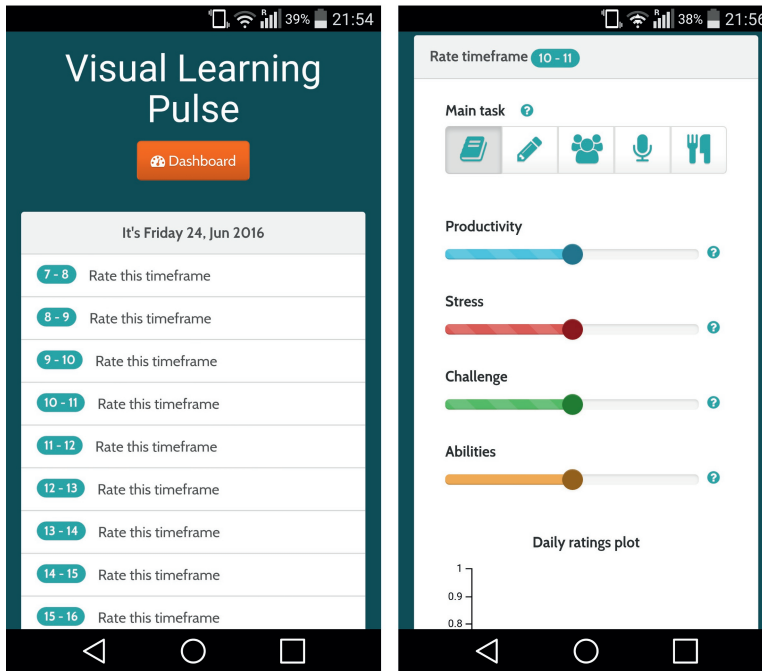 R 39% 21:54
Visual Learning
Pulse
Dashboard
It's Friday 24, Jun 2016
7 - 8 Rate this timeframe
8 - 9 Rate this timeframe
9 - 10 Rate this timeframe
10 - 11 Rate this timeframe
11 - 12 Rate this timeframe
12 - 13 Rate this timeframe
13 - 14 Rate this timeframe
14 - 15 Rate this timeframe
15 - 16 Rate this timeframe
R 38% 21:56
Rate timeframe 10 - 11
Main task ?
Productivity
?
Stress
?
Challenge
?
Abilities
?
Daily ratings plot
1
0.9
0.8